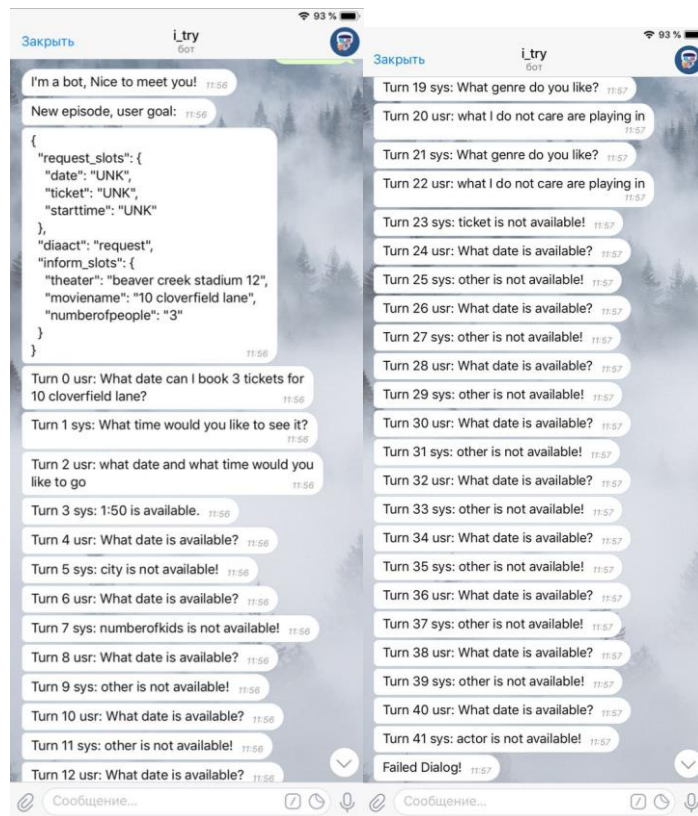 93 %
Закрыть
i_try
бот
I'm a bot, Nice to meet you! 11:56
New episode, user goal: 11:56
{
"request_slots": {
"date": "UNK",
"ticket": "UNK",
"starttime": "UNK"
},
"diaact": "request",
"inform_slots": {
"theater": "beaver creek stadium 12",
"moviename": "10 cloverfield lane",
"numberofpeople": "3"
}
}
11:56
Turn 0 usr: What date can I book 3 tickets for
10 cloverfield lane? 11:56
Turn 1 sys: What time would you like to see it?
11:56
Turn 2 usr: what date and what time would you
like to go 11:56
Turn 3 sys: 1:50 is available. 11:56
Turn 4 usr: What date is available? 11:56
Turn 5 sys: city is not available! 11:56
Turn 6 usr: What date is available? 11:56
Turn 7 sys: numberofkids is not available! 11:56
Turn 8 usr: What date is available? 11:56
Turn 9 sys: other is not available! 11:56
Turn 10 usr: What date is available? 11:56
Turn 11 sys: other is not available! 11:56
Turn 12 usr: What date is available? 11:56
Сообщение...
93 %
Закрыть
i_try
бот
Turn 19 sys: What genre do you like? 11:57
Turn 20 usr: what I do not care are playing in
11:57
Turn 21 sys: What genre do you like? 11:57
Turn 22 usr: what I do not care are playing in
11:57
Turn 23 sys: ticket is not available! 11:57
Turn 24 usr: What date is available? 11:57
Turn 25 sys: other is not available! 11:57
Turn 26 usr: What date is available? 11:57
Turn 27 sys: other is not available! 11:57
Turn 28 usr: What date is available? 11:57
Turn 29 sys: other is not available! 11:57
Turn 30 usr: What date is available? 11:57
Turn 31 sys: other is not available! 11:57
Turn 32 usr: What date is available? 11:57
Turn 33 sys: other is not available! 11:57
Turn 34 usr: What date is available? 11:57
Turn 35 sys: other is not available! 11:57
Turn 36 usr: What date is available? 11:57
Turn 37 sys: other is not available! 11:57
Turn 38 usr: What date is available? 11:57
Turn 39 sys: other is not available! 11:57
Turn 40 usr: What date is available? 11:57
Turn 41 sys: actor is not available! 11:57
Failed Dialog! 11:57
Сообщение...